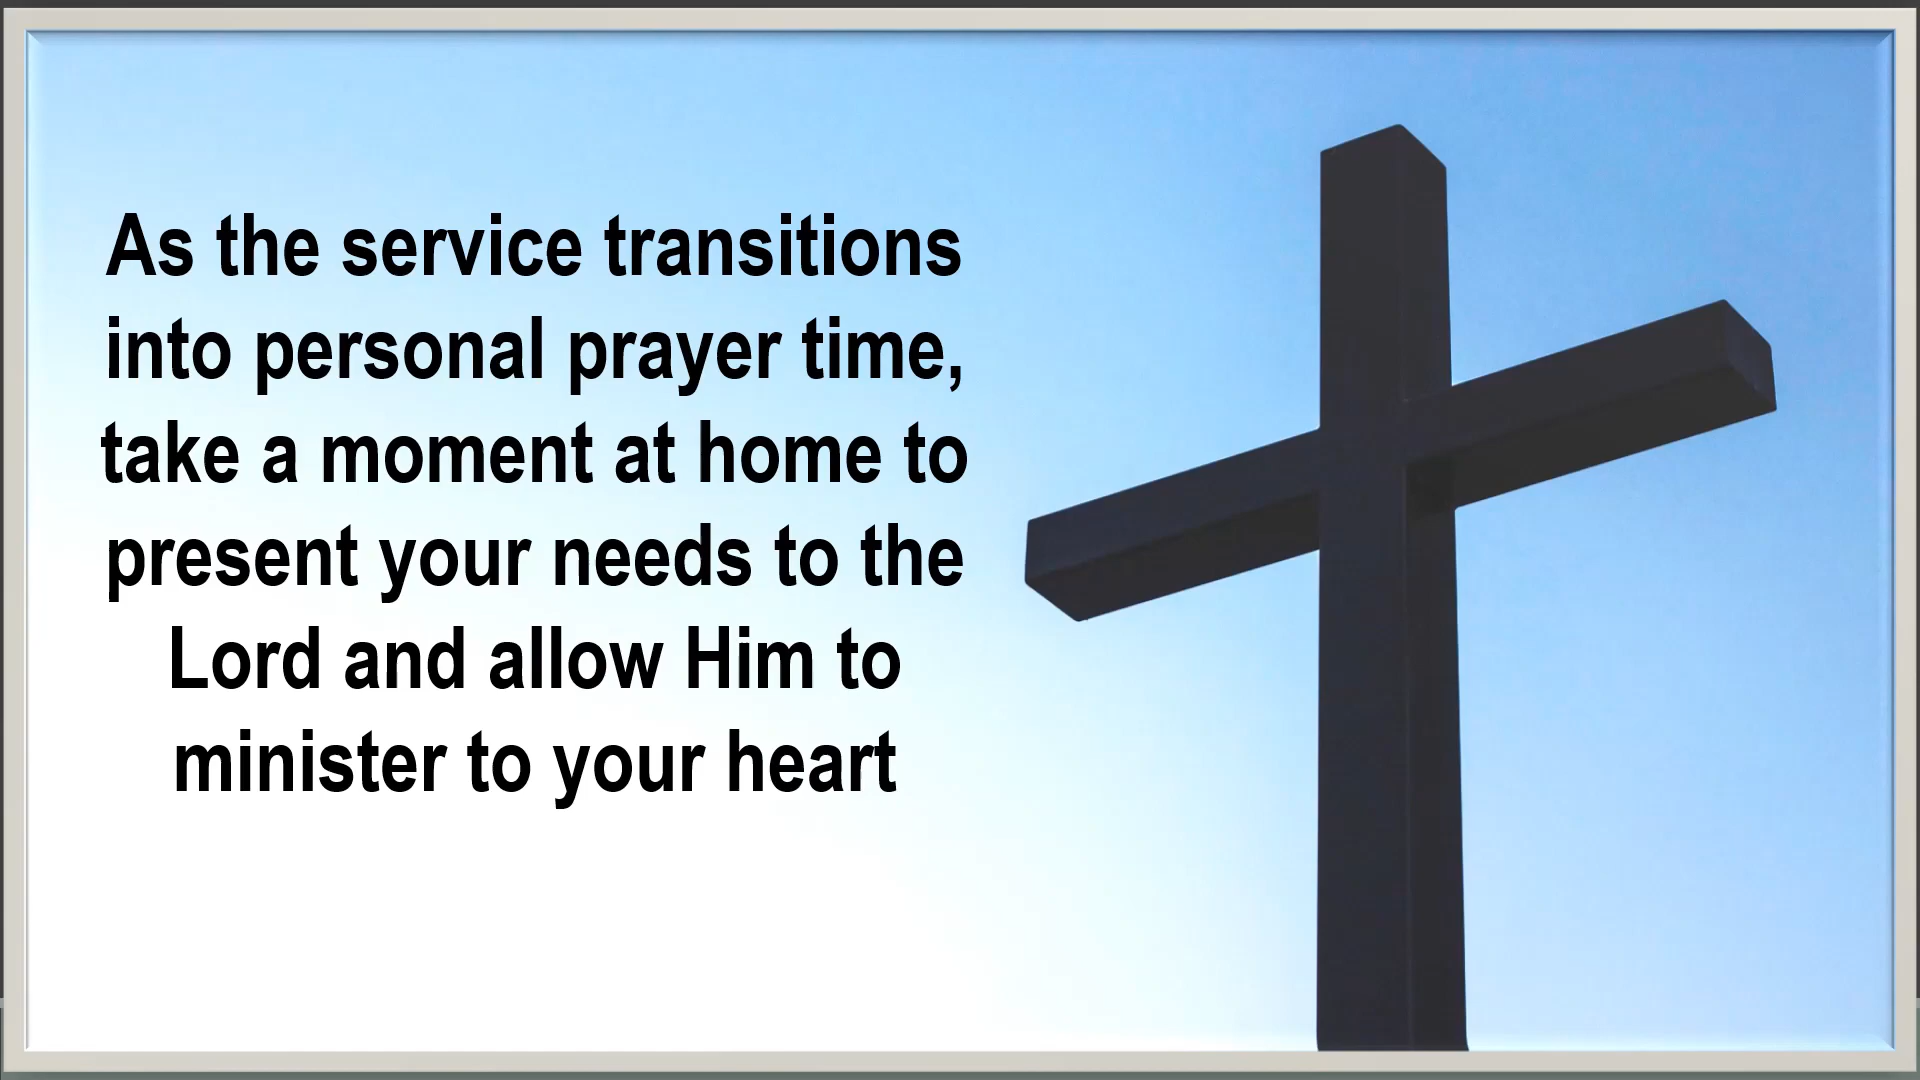 As the service transitions
into personal prayer time,
take a moment at home to
present your needs to the
Lord and allow Him to
minister to your heart